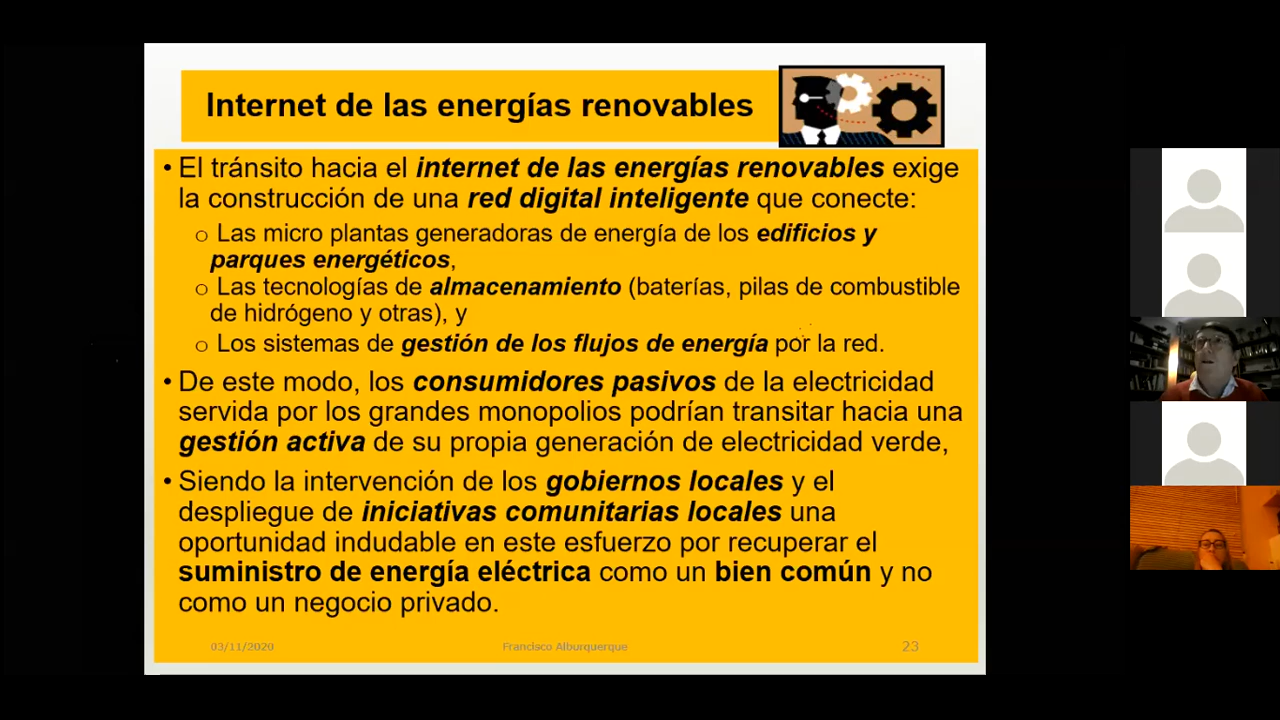 Internet de las energías renovables
• El tránsito hacia el internet de las energías renovables exige
la construcción de una red digital inteligente que conecte:
o Las micro plantas generadoras de energía de los edificios y
parques energéticos,
o Las tecnologías de almacenamiento (baterías, pilas de combustible
de hidrógeno y otras), y
o Los sistemas de gestión de los flujos de energía por la red.
• De este modo, los consumidores pasivos de la electricidad
servida por los grandes monopolios podrían transitar hacia una
gestión activa de su propia generación de electricidad verde,
• Siendo la intervención de los gobiernos locales y el
despliegue de iniciativas comunitarias locales una
oportunidad indudable en este esfuerzo por recuperar el
suministro de energía eléctrica como un bien común y no
como un negocio privado.
03/11/2020 Francisco Alburquerque 23